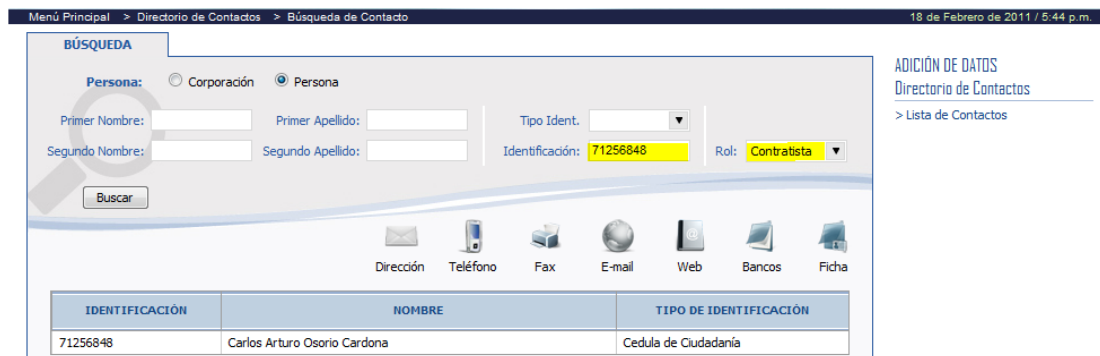 Menú Principal > Directorio de Contactos > Búsqueda de Contacto 18 de Febrero de 2011 / 5:44 p.m.
BÚSQUEDA
ADICIÓN DE DATOS
Directorio de Contactos
> Lista de Contactos
Persona: Corporación Persona
Primer Nombre: Primer Apellido: Tipo Ident.
Segundo Nombre: Segundo Apellido: Identificación: 71256848 Rol: Contratista
Buscar
Dirección Teléfono Fax E-mail Web Bancos Ficha
IDENTIFICACIÓN NOMBRE TIPO DE IDENTIFICACIÓN
71256848 Carlos Arturo Osorio Cardona Cedula de Ciudadanía